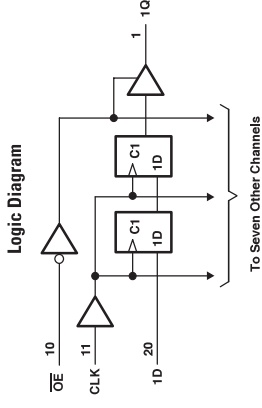 Logic Diagram
OE
10
CLK
11
1D
20
C1
1D
C1
1D
1
1Q
To Seven Other Channels